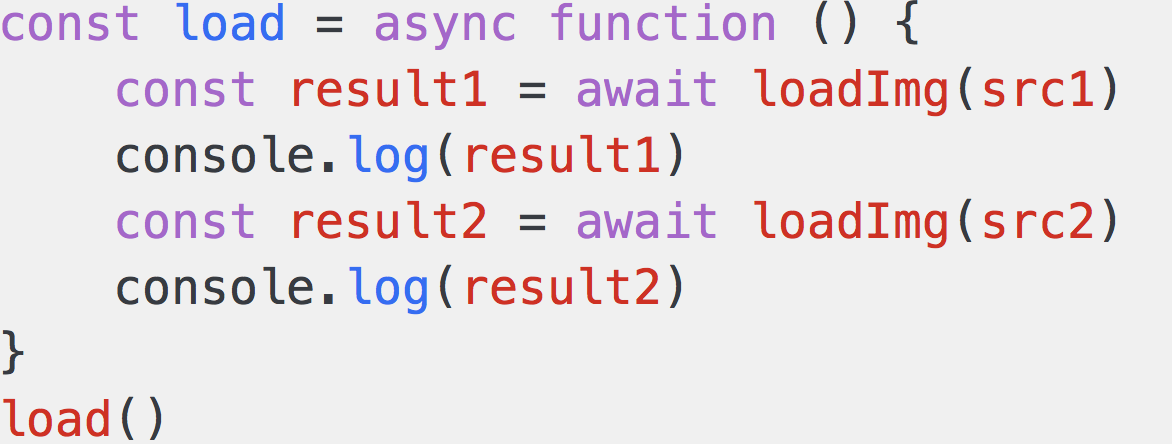 const load = async function () {
    const result1 = await loadImg(src1)
    console.log(result1)
    const result2 = await loadImg(src2)
    console.log(result2)
}
load()